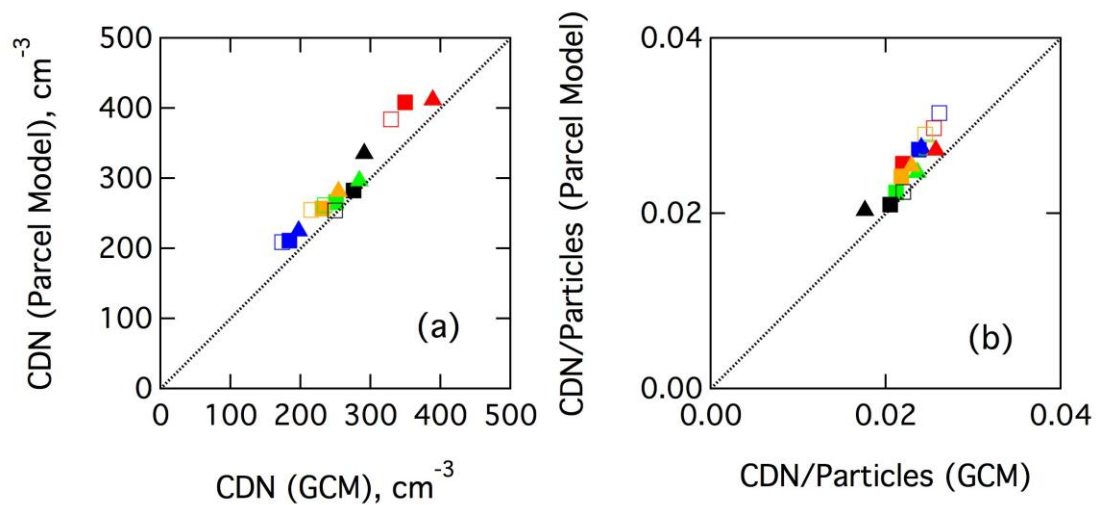 CDN (Parcel Model), cm-3
500
400
300
200
100
0
(a)
0 100 200 300 400 500
CDN (GCM), cm-3
CDN/Particles (Parcel Model)
0.04
0.02
0.00
(b)
0.00 0.02 0.04
CDN/Particles (GCM)